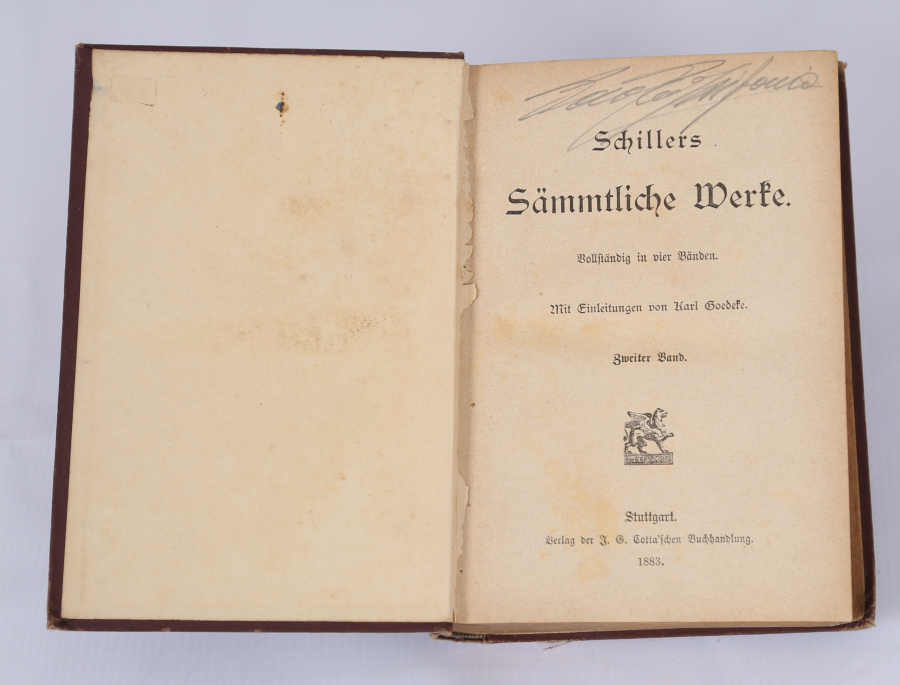 Schillers
Sämmtliche Werke.
Vollständig in vier Bänden.
Mit Einleitungen von Karl Goedeke.
Zweiter Band.
Stuttgart.
Verlag der J. G. Cotta'schen Buchhandlung.
1883.